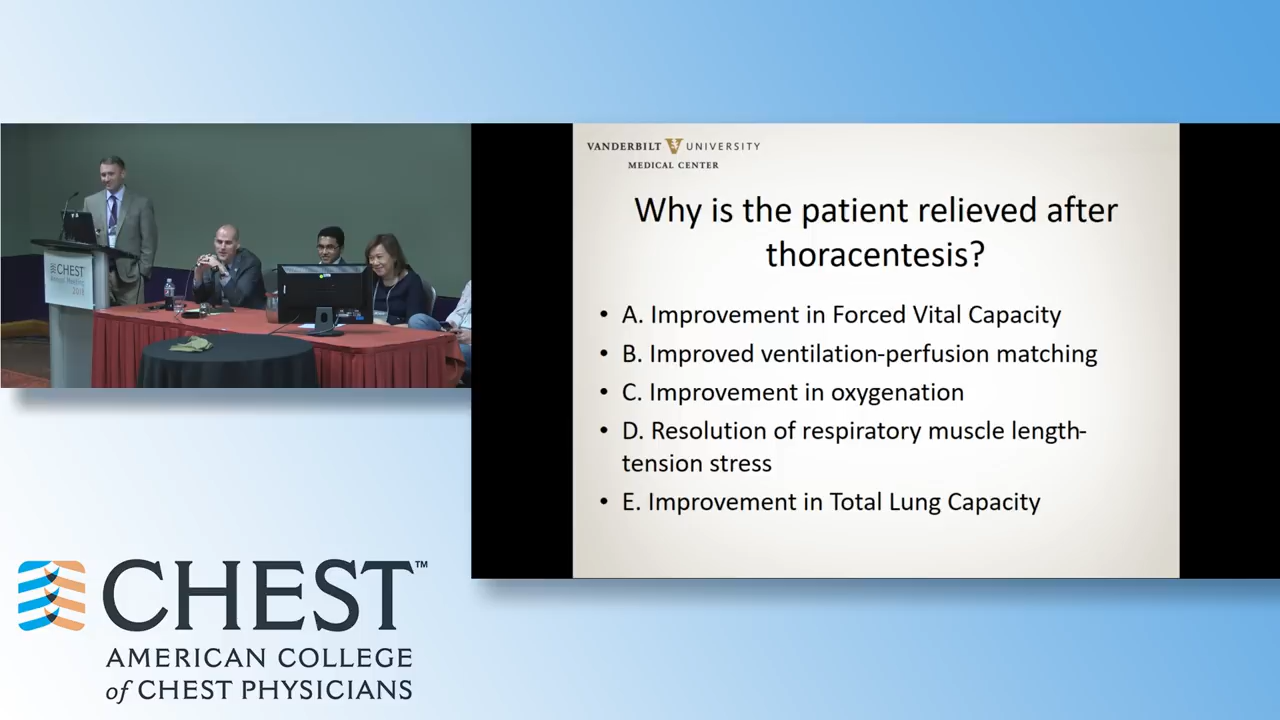 VANDERBILT UNIVERSITY
MEDICAL CENTER
Why is the patient relieved after
thoracentesis?
• A. Improvement in Forced Vital Capacity
• B. Improved ventilation-perfusion matching
• C. Improvement in oxygenation
• D. Resolution of respiratory muscle length-
tension stress
• E. Improvement in Total Lung Capacity
CHEST
Annual Meeting
CHEST™
AMERICAN COLLEGE
of CHEST PHYSICIANS